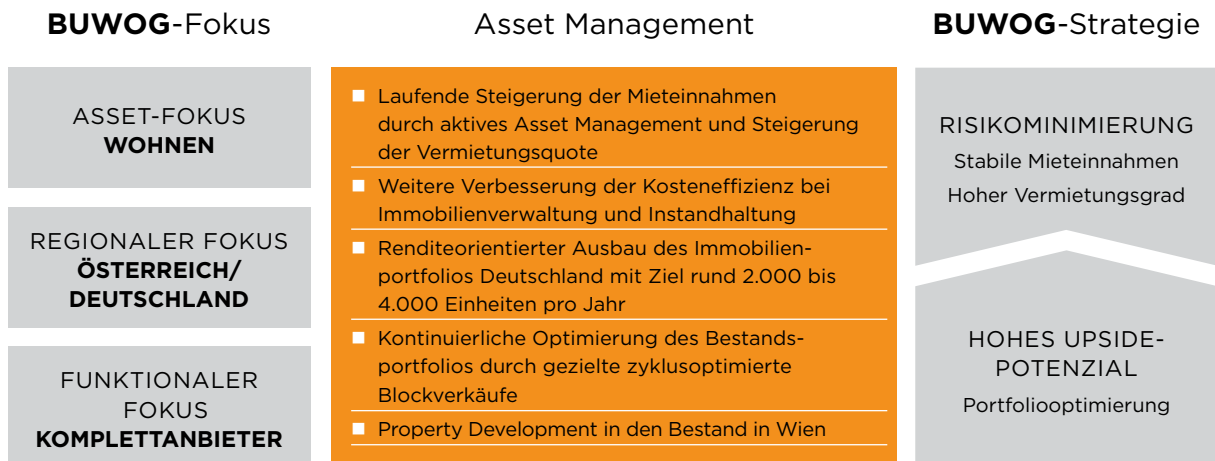 BUWOG-Fokus
ASSET-FOKUS
WOHNEN
REGIONALER FOKUS
ÖSTERREICH/
DEUTSCHLAND
FUNKTIONALER
FOKUS
KOMPLETTANBIETER
Asset Management
Laufende Steigerung der Mieteinnahmen
durch aktives Asset Management und Steigerung
der Vermietungsquote
Weitere Verbesserung der Kosteneffizienz bei
Immobilienverwaltung und Instandhaltung
Renditeorientierter Ausbau des Immobilien-
portfolios Deutschland mit Ziel rund 2.000 bis
4.000 Einheiten pro Jahr
Kontinuierliche Optimierung des Bestands-
portfolios durch gezielte zyklusoptimierte
Blockverkäufe
Property Development in den Bestand in Wien
BUWOG-Strategie
RISIKOMINIMIERUNG
Stabile Mieteinnahmen
Hoher Vermietungsgrad
HOHES UPSIDE-
POTENZIAL
Portfoliooptimierung